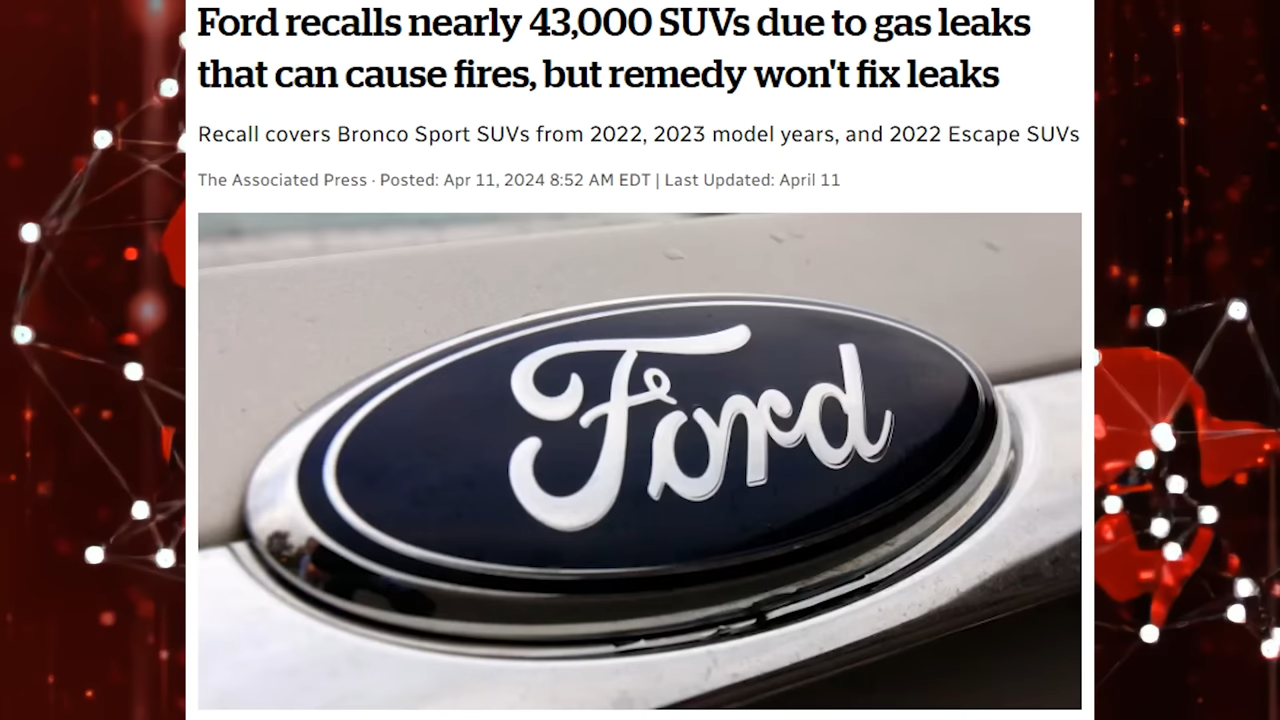 Ford recalls nearly 43,000 SUVs due to gas leaks
that can cause fires, but remedy won't fix leaks
Recall covers Bronco Sport SUVs from 2022, 2023 model years, and 2022 Escape SUVs
The Associated Press · Posted: Apr 11, 2024 8:52 AM EDT | Last Updated: April 11
Ford